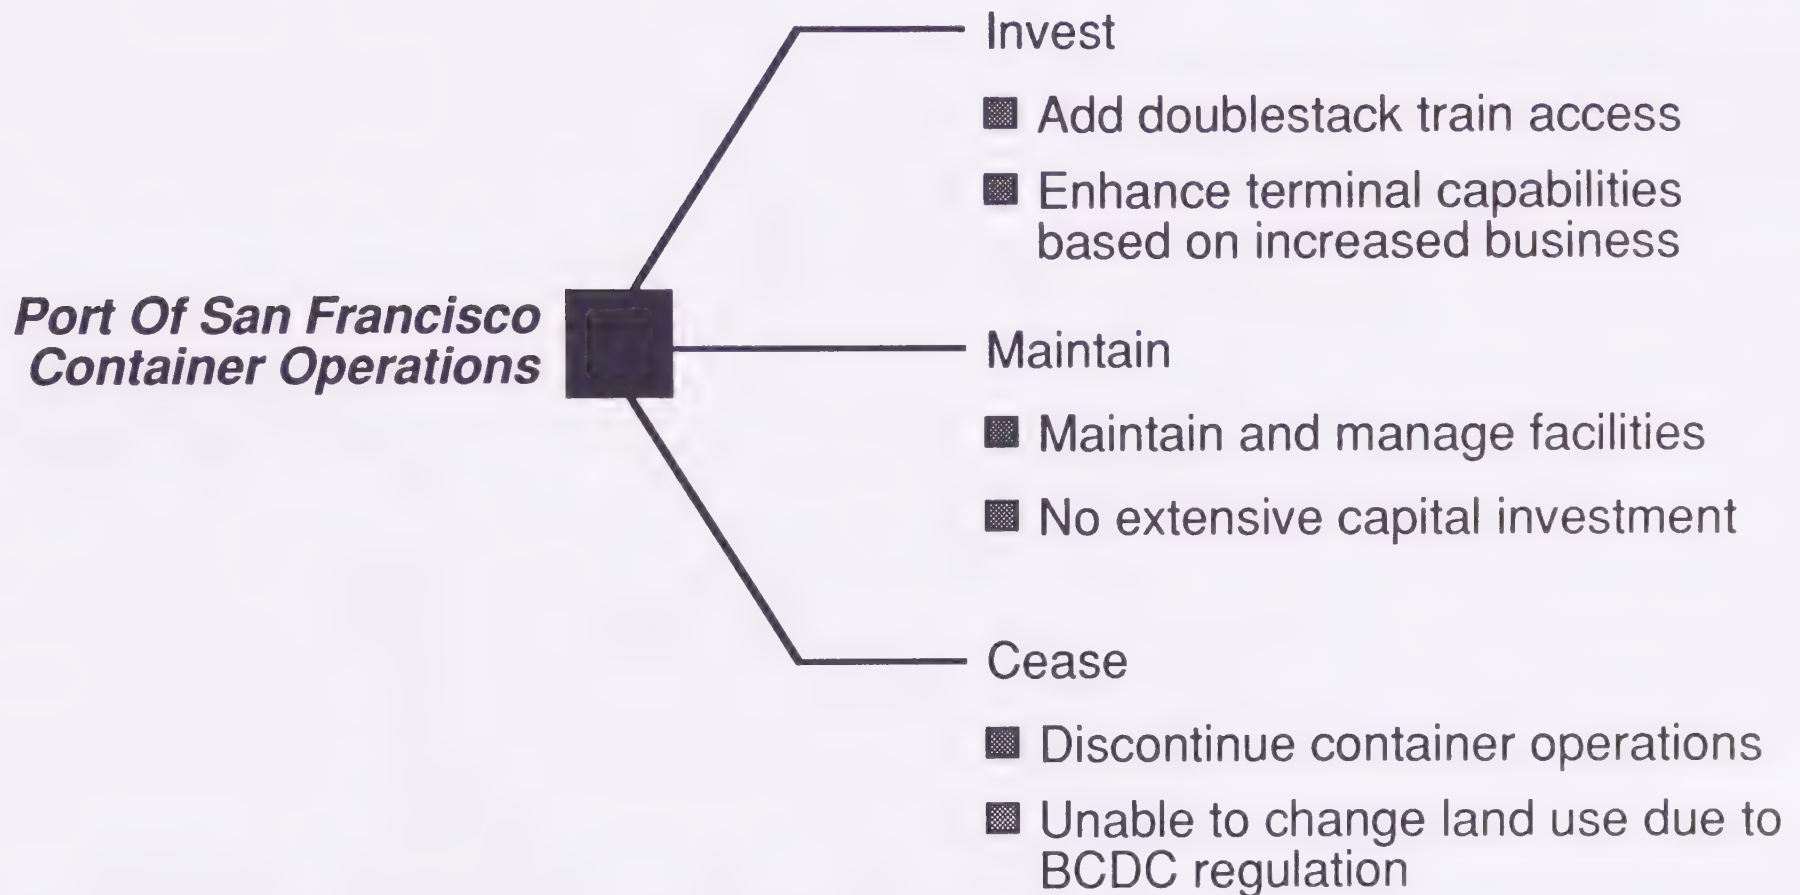 Port Of San Francisco
Container Operations
Invest
Add doublestack train access
Enhance terminal capabilities
based on increased business
Maintain
Maintain and manage facilities
No extensive capital investment
Cease
Discontinue container operations
Unable to change land use due to
BCDC regulation